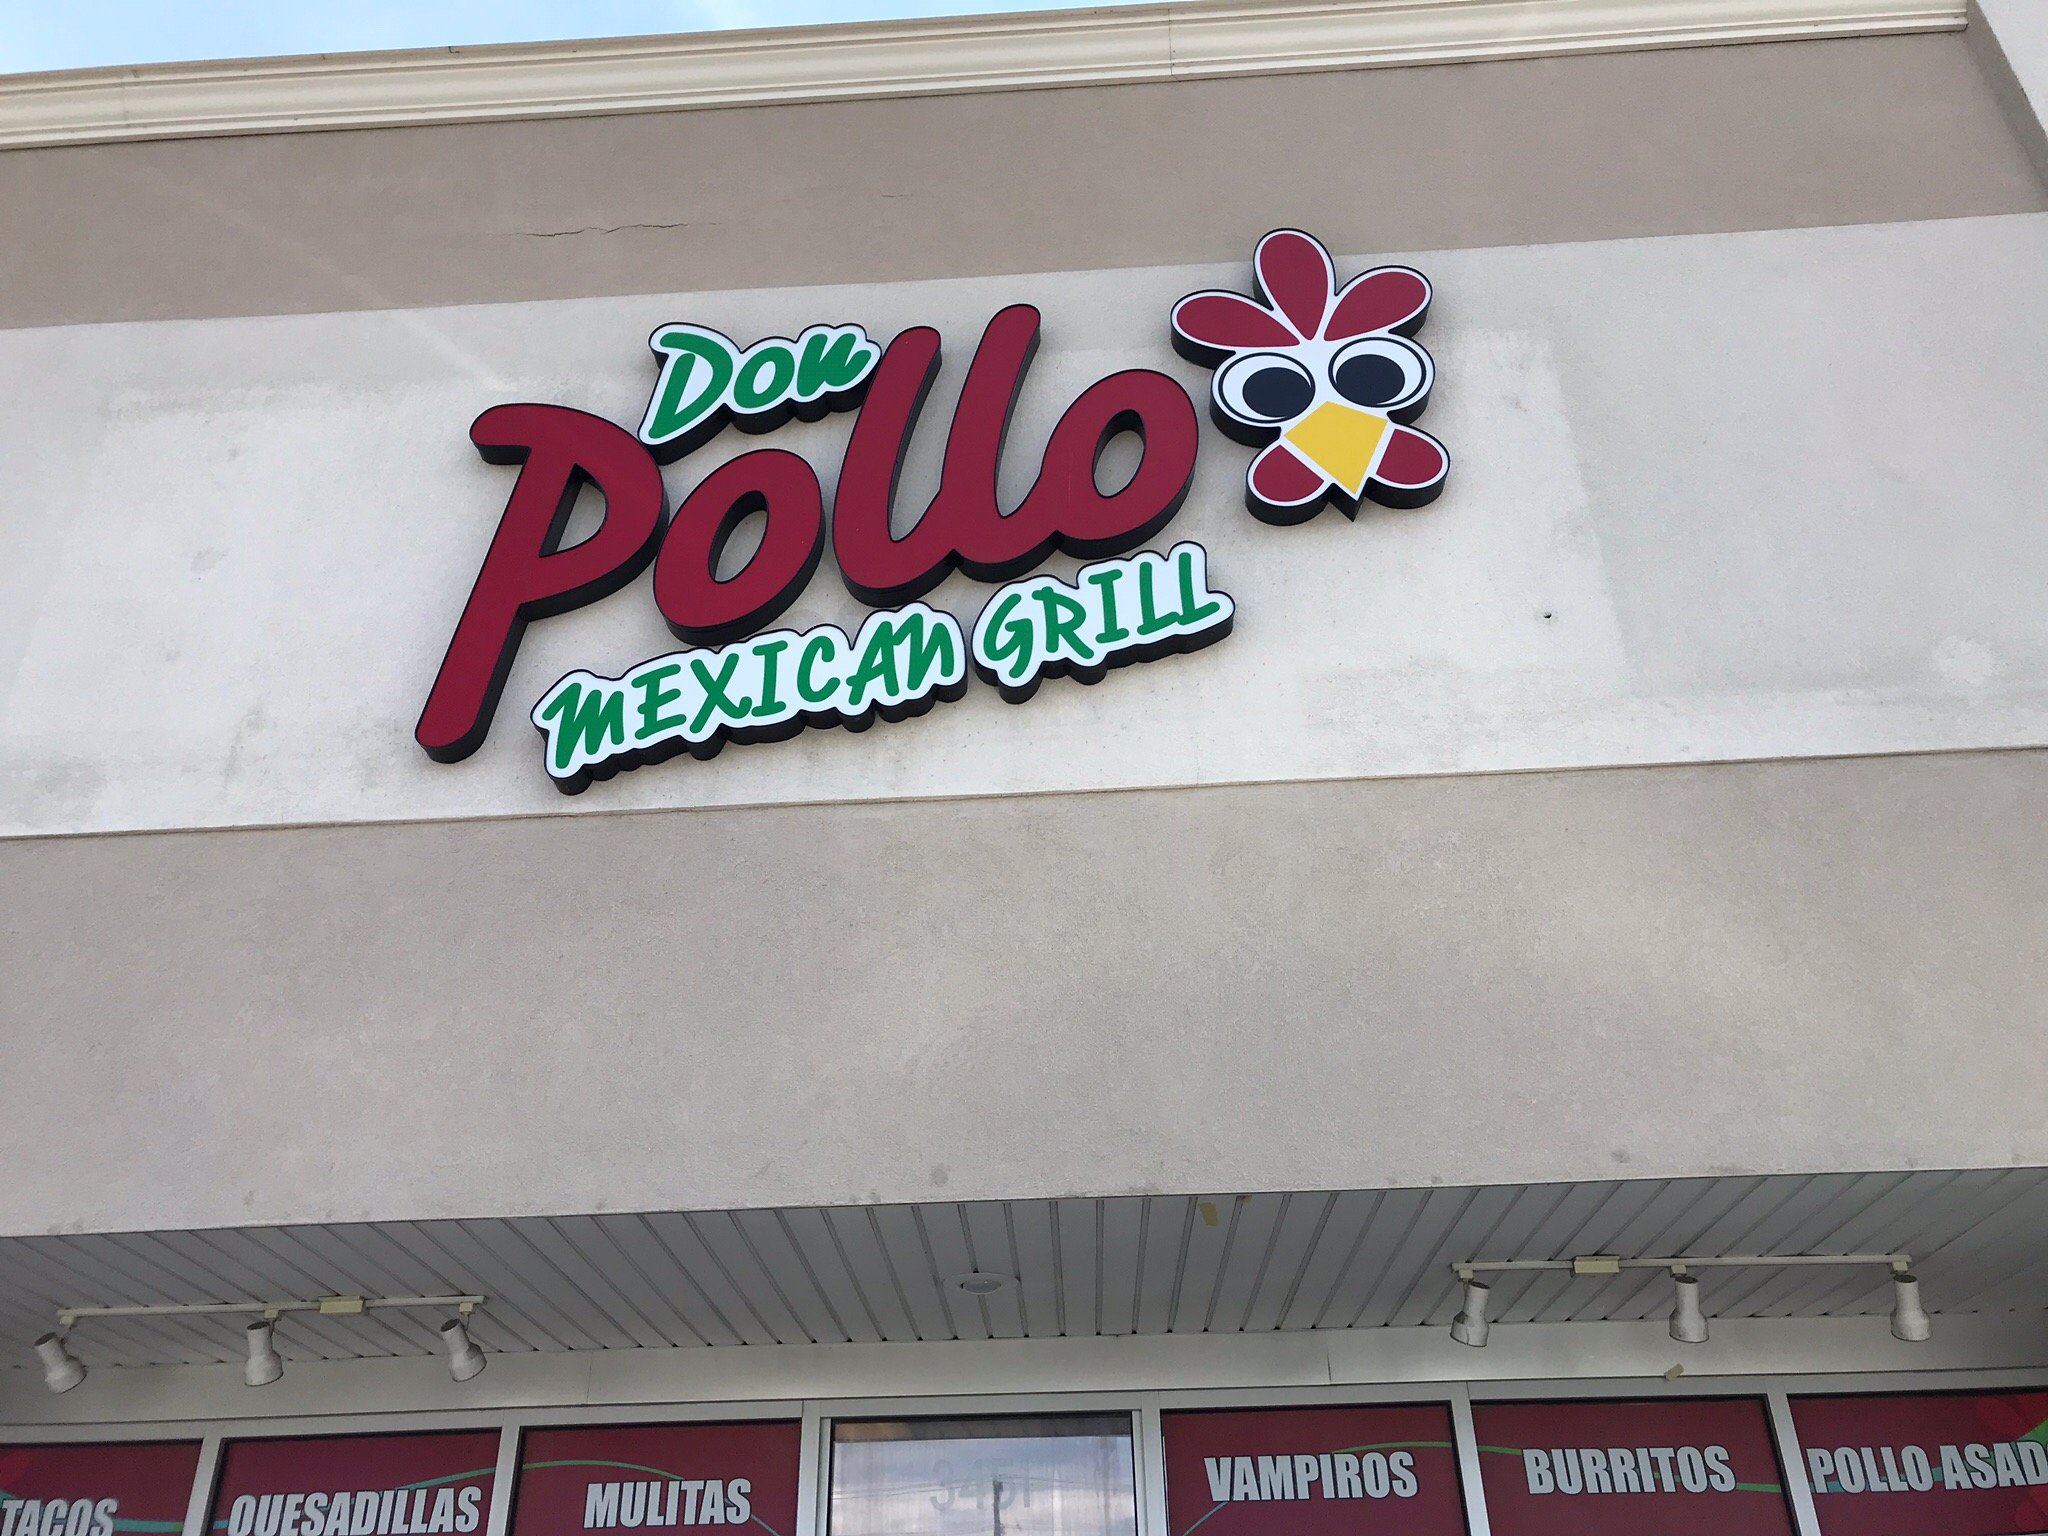 Don
Pollo
MEXICAN GRILL
TACOS
QUESADILLAS
MULITAS
VAMPIROS
BURRITOS
POLLO ASAD